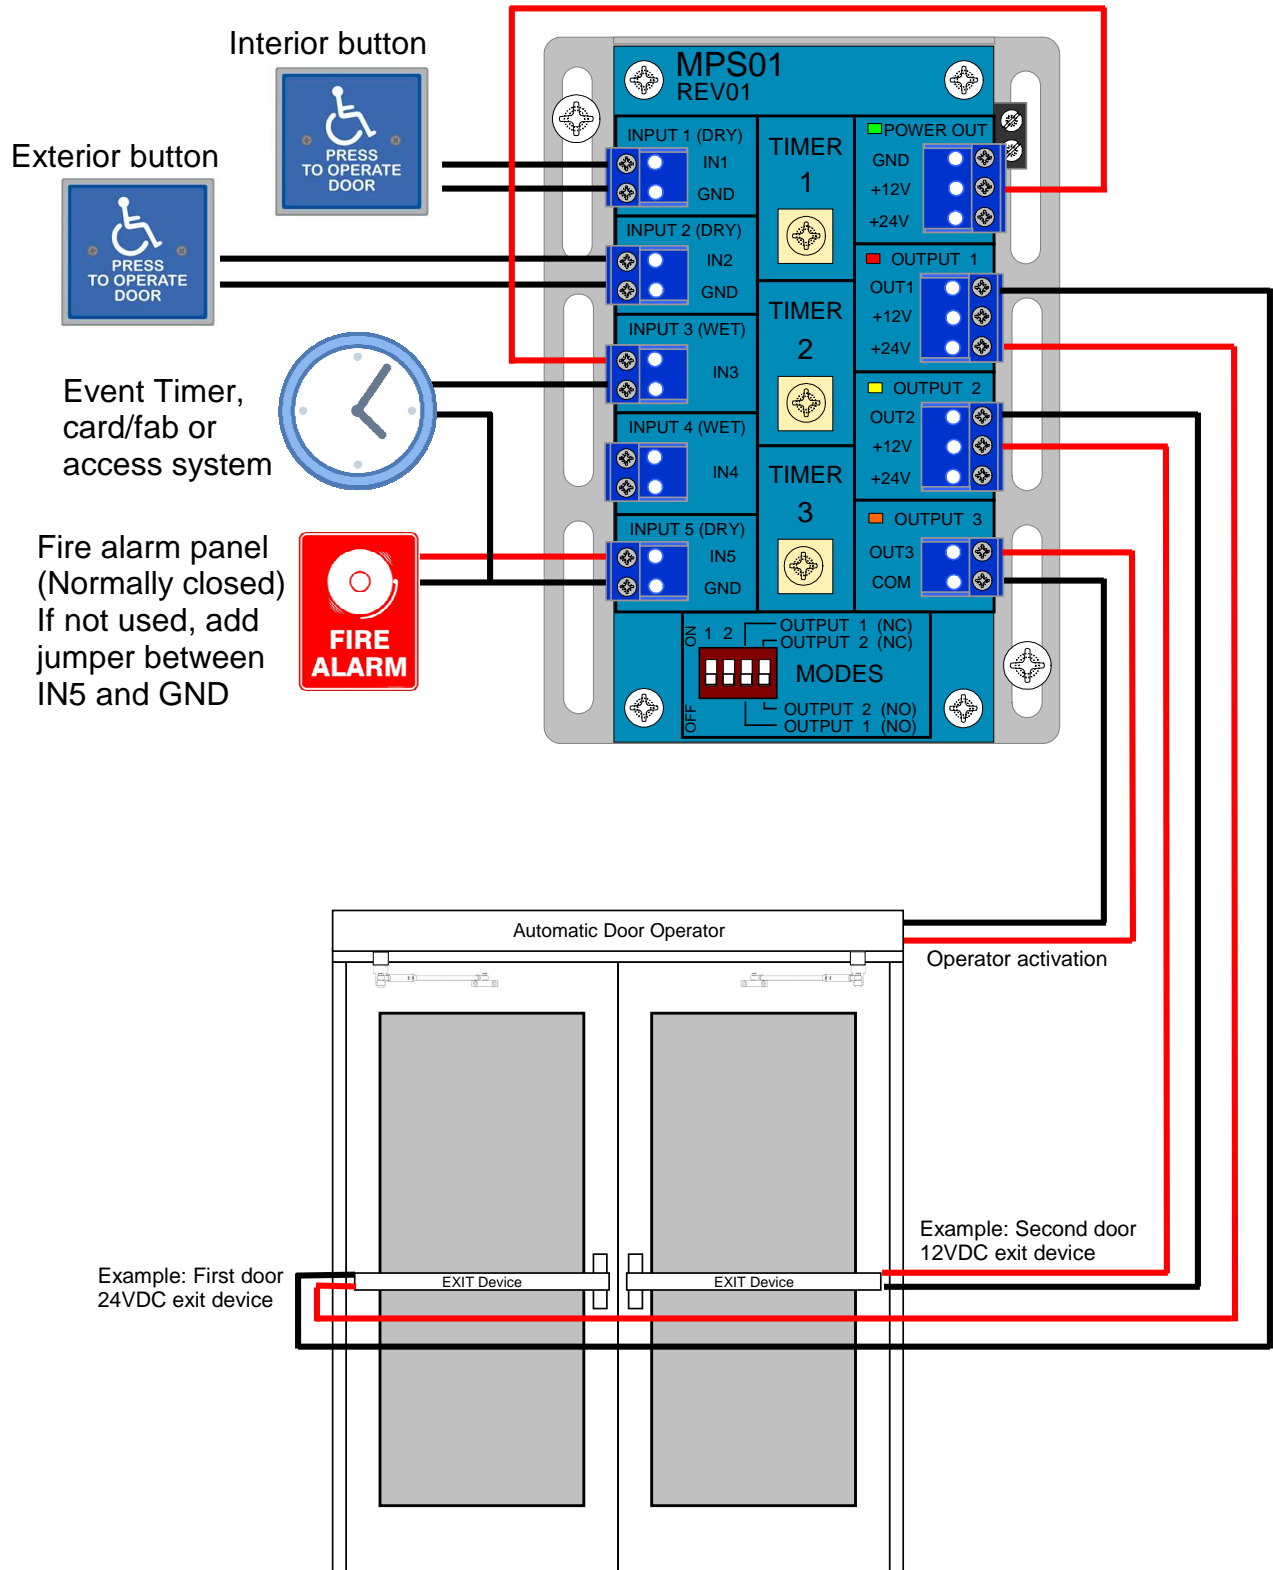 Interior button
PRESS
TO OPERATE
DOOR
Exterior button
PRESS
TO OPERATE
DOOR
Event Timer,
card/fab or
access system
Fire alarm panel
(Normally closed)
If not used, add
jumper between
IN5 and GND
FIRE
ALARM
MPS01
REV01
INPUT 1 (DRY)
IN1
GND
INPUT 2 (DRY)
IN2
GND
INPUT 3 (WET)
IN3
INPUT 4 (WET)
IN4
INPUT 5 (DRY)
IN5
GND
TIMER
1
TIMER
2
TIMER
3
POWER OUT
GND
+12V
+24V
OUTPUT 1
OUT1
+12V
+24V
OUTPUT 2
OUT2
+12V
+24V
OUTPUT 3
OUT3
COM
ON
1 2
OUTPUT 1 (NC)
OUTPUT 2 (NC)
MODES
OFF
OUTPUT 2 (NO)
OUTPUT 1 (NO)
Automatic Door Operator
Operator activation
Example: First door
24VDC exit device
EXIT Device
EXIT Device
Example: Second door
12VDC exit device